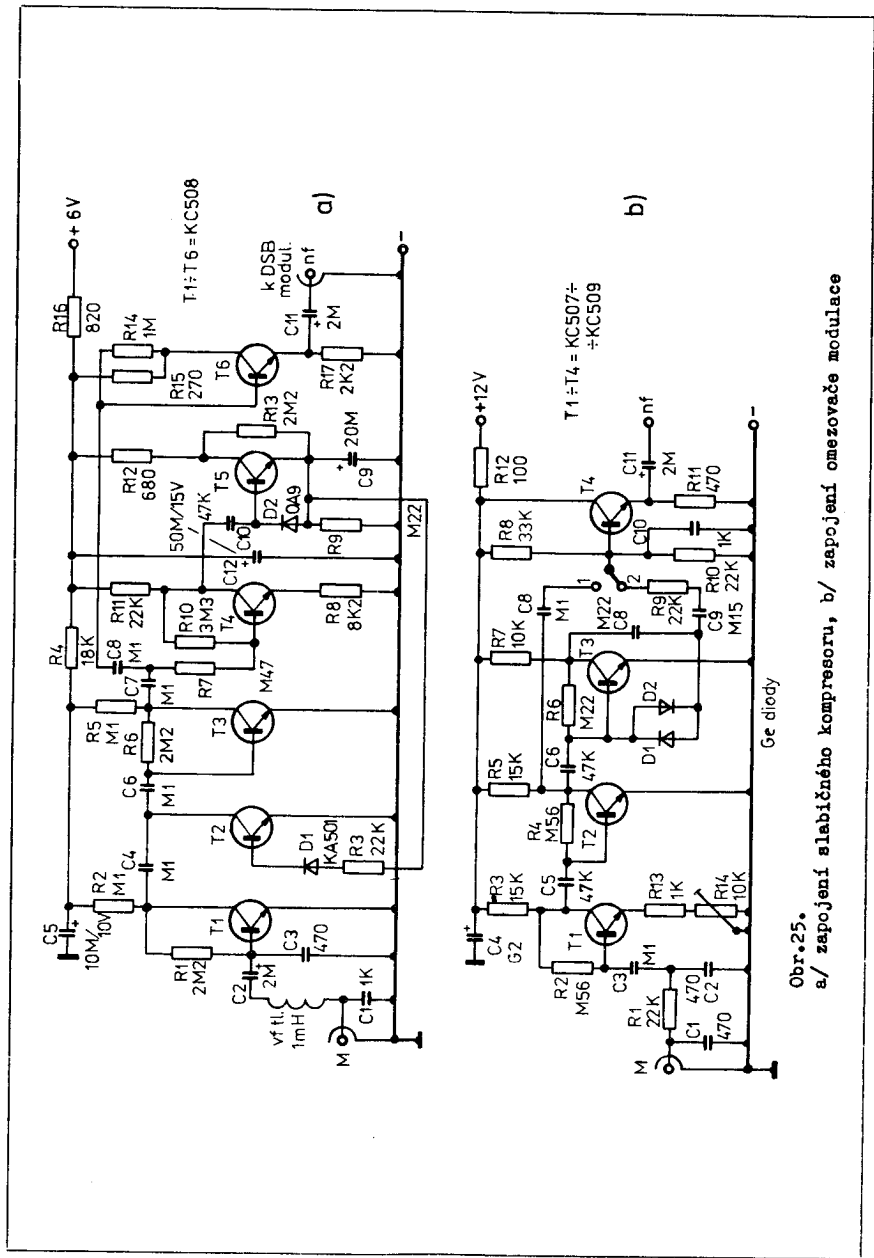 + 6V
R16
820
T1÷T6 = KC508
a)
k DSB
modul.
nf
C11
2M
+
R14
1M
R15
270
T6
R17
2K2
R12
680
T5
R13
2M2
20M
+
C9
50M/15V
47K
C12
+
C10
D2
OA9
R9
M22
R11
22K
R10
3M3
T4
R8
8K2
R4
18K
C8
M1
C7
M1
R7
M47
R5
M1
R6
2M2
T3
C6
M1
T2
C4
M1
D1
KA501
R3
22K
C5
+
10M/
10V
R2
M1
T1
R1
2M2
C2
+
2M
C3
470
vf tl.
1mH
C1
1K
M
-
b)
+12V
R12
100
T1÷T4 = KC507÷
÷KC509
R8
33K
T4
C11
+
2M
nf
R11
470
C10
1K
R10
22K
1
2
C8
M1
M22
C8
R9
22K
C9
M15
R7
10K
T3
R6
M22
D2
D1
Ge diody
R5
15K
C6
47K
R4
M56
T2
C5
47K
R3
15K
+
C4
G2
T1
R2
M56
C3
M1
R13
1K
R14
10K
R1
22K
470
C2
C1
470
M
-
Obr.25.
a/ zapojení slabičného kompresoru, b/ zapojení omezovače modulace